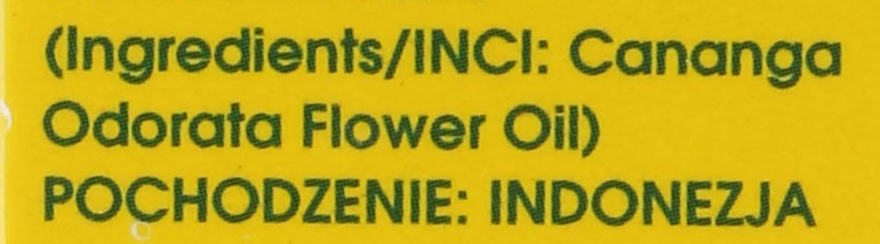 (Ingredients/INCI: Cananga
Odorata Flower Oil)
POCHODZENIE: INDONEZJA